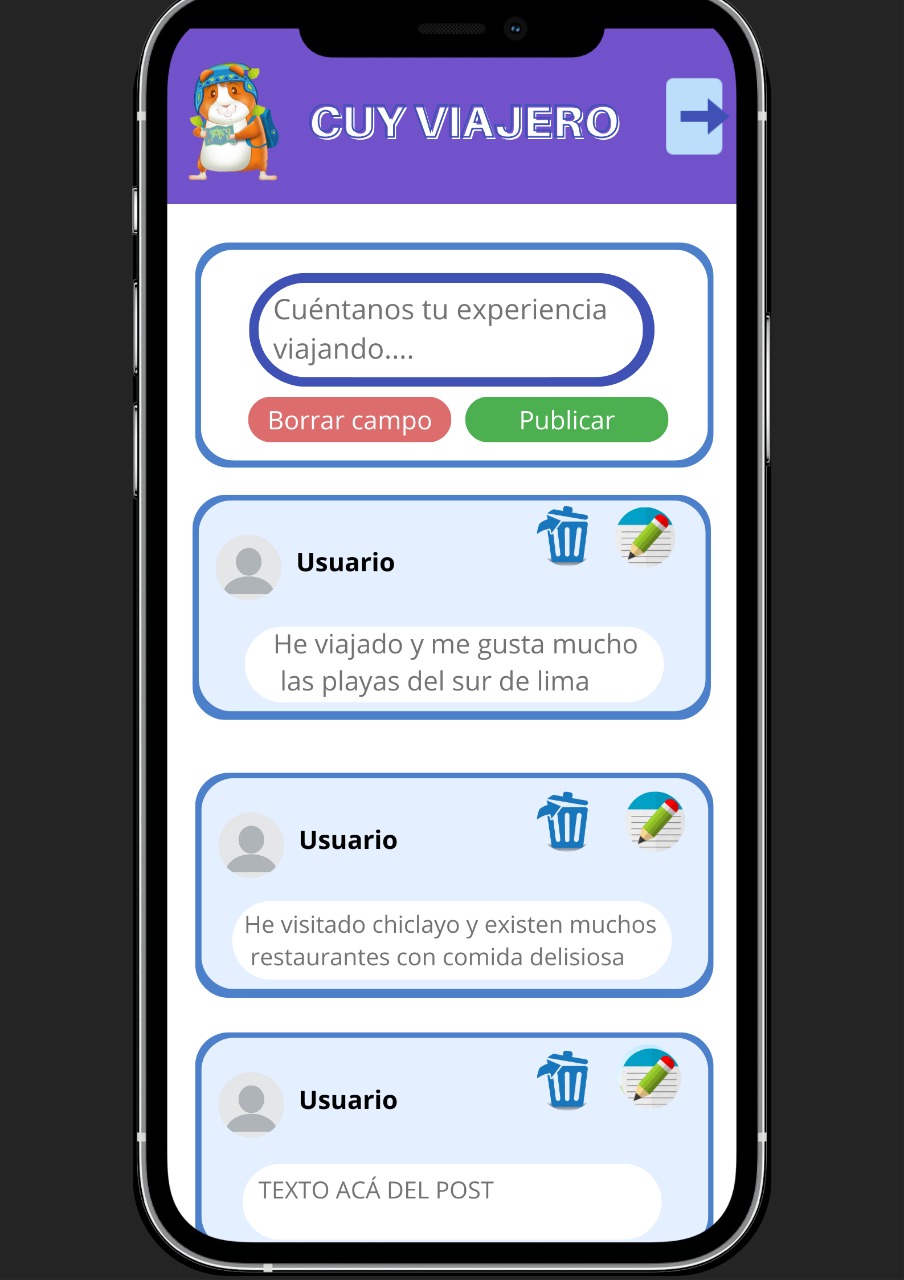 CUY VIAJERO
Cuéntanos tu experiencia
viajando....
Borrar campo
Publicar
Usuario
He viajado y me gusta mucho
las playas del sur de lima
Usuario
He visitado chiclayo y existen muchos
restaurantes con comida delisiosa
Usuario
TEXTO ACÁ DEL POST